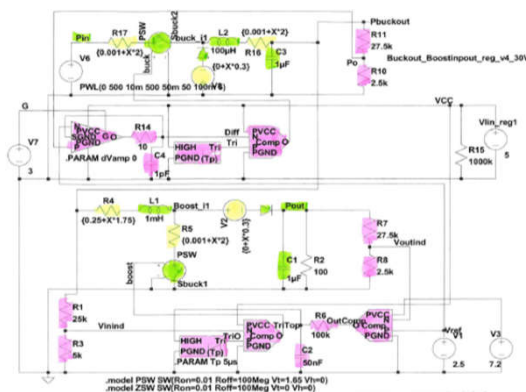 Pin
R17
{0.001+X*2}
PSW
Sbuck2
buck_i1
L2
100µH
{0.001+X*2}
R16
Pbuckout
R11
27.5k
Buckout_Boostinpout_reg_v4_30V
Po
R10
2.5k
V6
buck
C3
1µF
{0+X*0.3}
PWL(0 500 10m 500 50m 50 100m
G
VCC
Vlin_reg1
V7
3
PVCC
PGND
R14
10
Diff
Tri
HIGH Tri
PGND (Tp)
PVCC
Comp O
PGND
.PARAM dVamp 0
C4
1pF
R15
1000k
5
R4
{0.25+X*1.75}
L1
1mH
Boost_i1
V2
{0+X*0.3}
Pout
R5
{0.001+X*2}
PSW
Sbuck1
boost
C1
1µF
R2
100
R7
27.5k
Voutind
R8
2.5k
R1
25k
Vinind
R3
5k
HIGH TriO
PGND (Tp)
.PARAM Tp 5µs
PVCC
Comp
PGND
TriTop
R6
100k
OutComp
C2
50nF
PVCC
Comp
PGND
Vref
V1
2.5
V3
7.2
.model PSW SW(Ron=0.01 Roff=100Meg Vt=1.65 Vh=0)
.model ZSW SW(Ron=0.01 Roff=100Meg Vt=0 Vh=0)